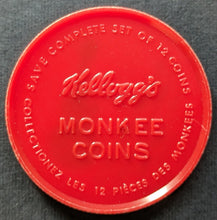 SAVE COMPLETE SET OF 12 COINS
Kellogg's
MONKEE
COINS
COLLECTIONEZ LES 12 PIÈCES DES MONKEES